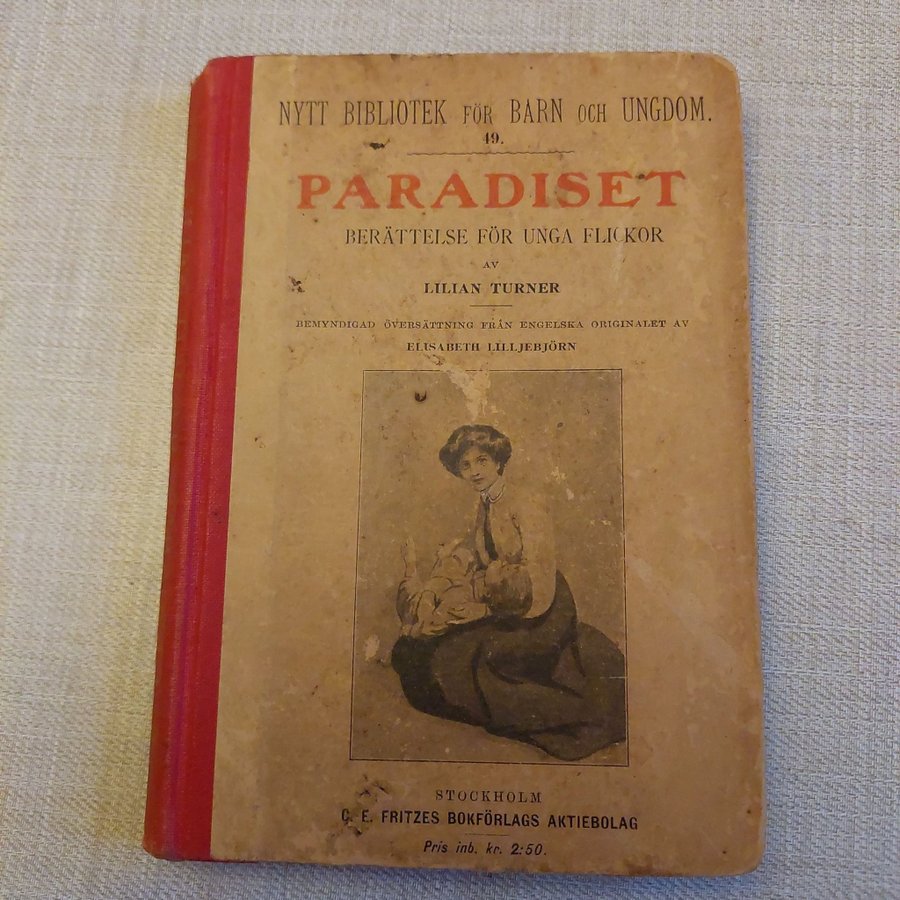 NYTT BIBLIOTEK FÖR BARN OCH UNGDOM.
49.
PARADISET
BERÄTTELSE FÖR UNGA FLICKOR
AV
LILIAN TURNER
BEMYNDIGAD ÖVERSÄTTNING FRÅN ENGELSKA ORIGINALET AV
ELISABETH LILLJEBJÖRN
STOCKHOLM
C. E. FRITZES BOKFÖRLAGS AKTIEBOLAG
Pris inb. kr. 2:50.